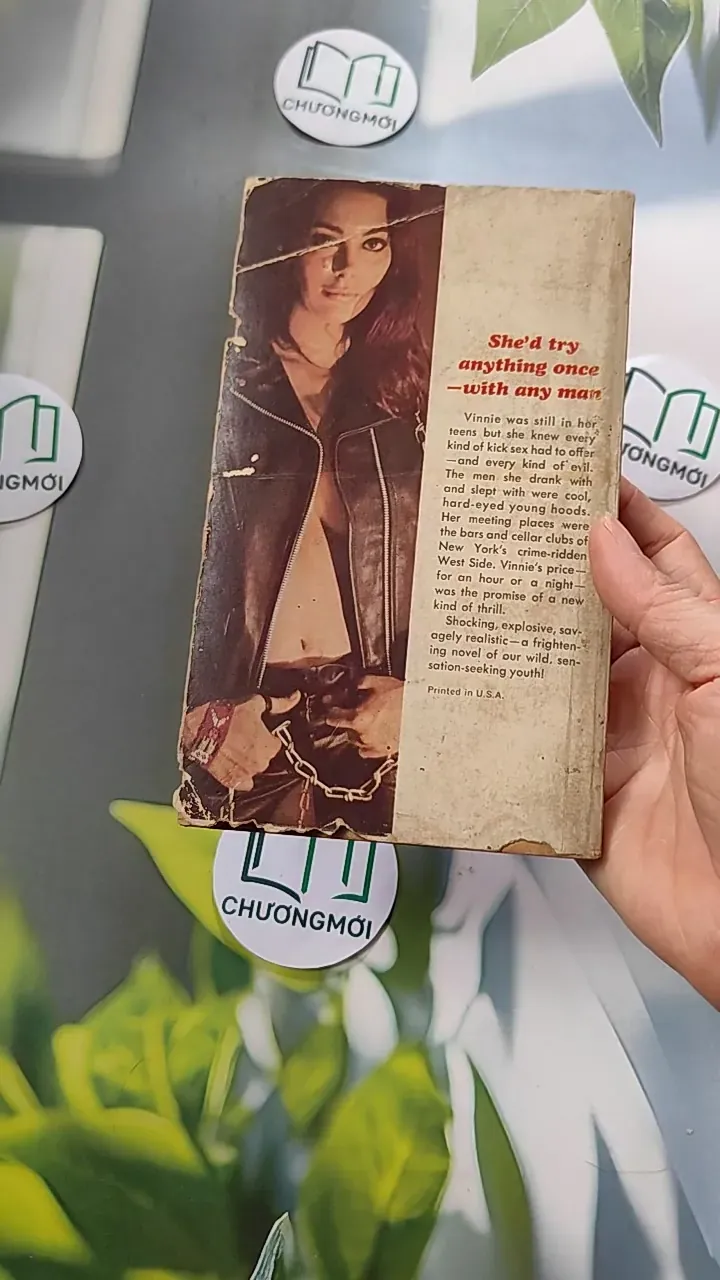 CHƯƠNGMỚI
She'd try
anything once
—with any man
Vinnie was still in her
teens but she knew every
kind of kick sex had to offer
—and every kind of evil.
The men she drank with
and slept with were cool,
hard-eyed young hoods.
Her meeting places were
the bars and cellar clubs of
New York's crime-ridden
West Side. Vinnie's price—
for an hour or a night—
was the promise of a new
kind of thrill.
Shocking, explosive, sav-
agely realistic—a frighten-
ing novel of our wild, sen-
sation-seeking youth!
Printed in U.S.A.
NGMỚI
ƯƠNGMỚI
CHƯƠNGMỚI